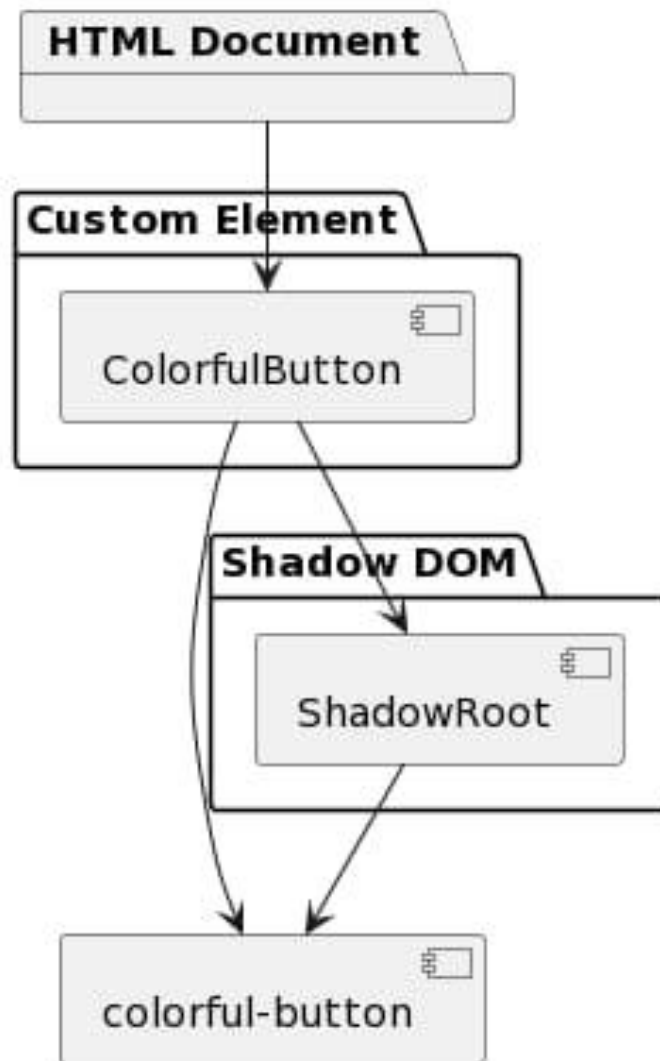 HTML Document
Custom Element
ColorfulButton
Shadow DOM
ShadowRoot
colorful-button